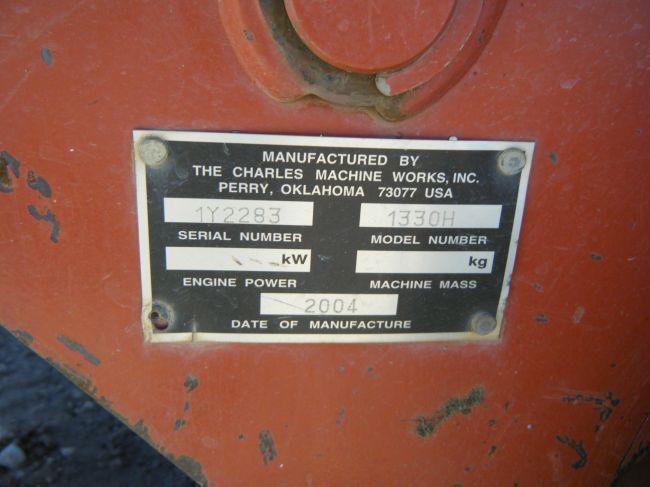 MANUFACTURED BY
THE CHARLES MACHINE WORKS, INC.
PERRY, OKLAHOMA 73077 USA
1Y2283 1330H
SERIAL NUMBER MODEL NUMBER
kW kg
ENGINE POWER MACHINE MASS
2004
DATE OF MANUFACTURE